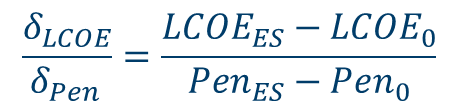 δ_LCOE / δ_Pen = (LCOE_ES − LCOE_0) / (Pen_ES − Pen_0)